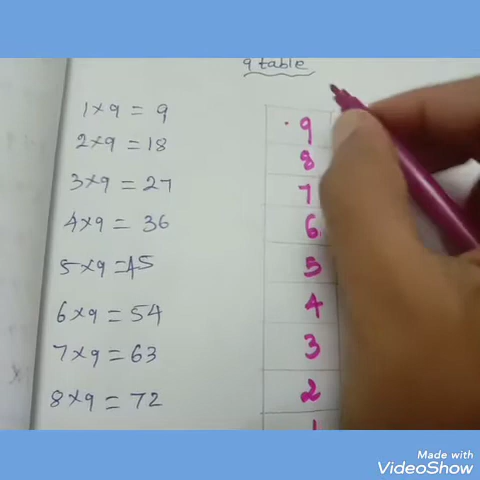 9 table
1×9 = 9
2×9 = 18
3×9 = 27
4×9 = 36
5×9 = 45
6×9 = 54
7×9 = 63
8×9 = 72
9
8
7
6
5
4
3
2
1
Made with
VideoShow